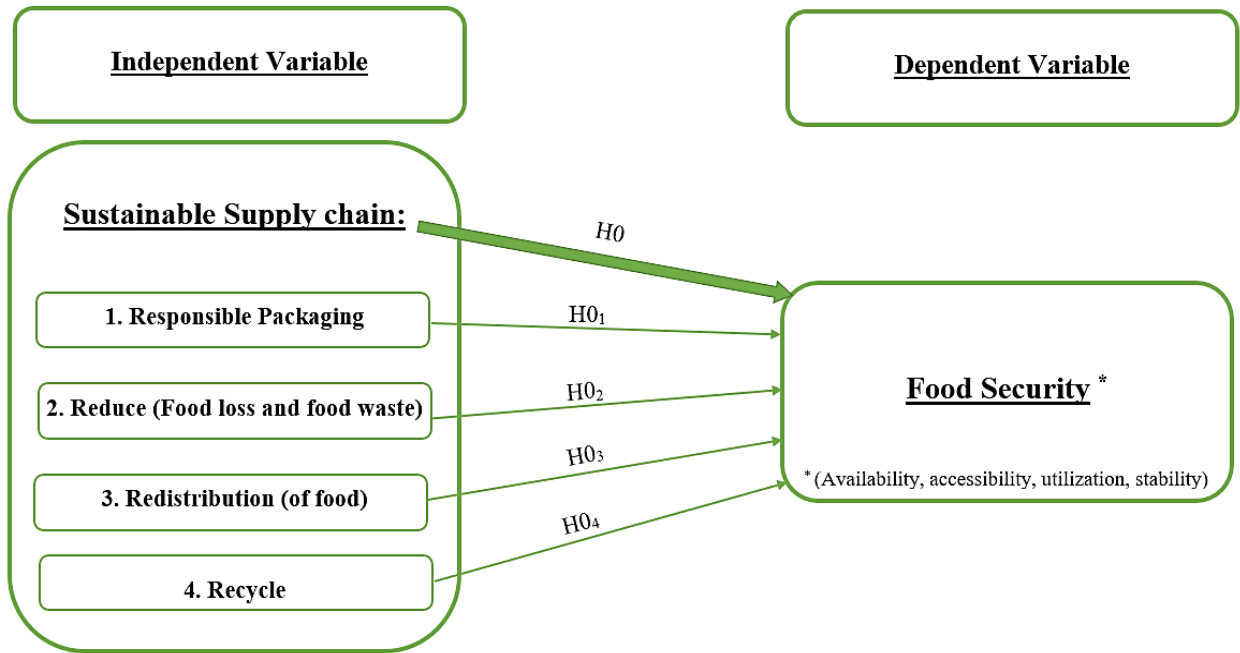 Independent Variable
Dependent Variable
Sustainable Supply chain:
H0
1. Responsible Packaging
H0₁
2. Reduce (Food loss and food waste)
H0₂
3. Redistribution (of food)
H0₃
4. Recycle
H0₄
Food Security *
* (Availability, accessibility, utilization, stability)